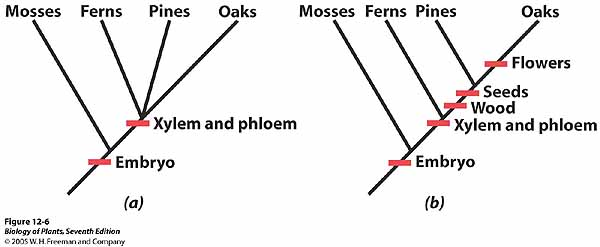 Mosses Ferns Pines Oaks
Xylem and phloem
Embryo
(a)
Mosses Ferns Pines Oaks
Flowers
Seeds
Wood
Xylem and phloem
Embryo
(b)
Figure 12-6
Biology of Plants, Seventh Edition
© 2005 W. H. Freeman and Company